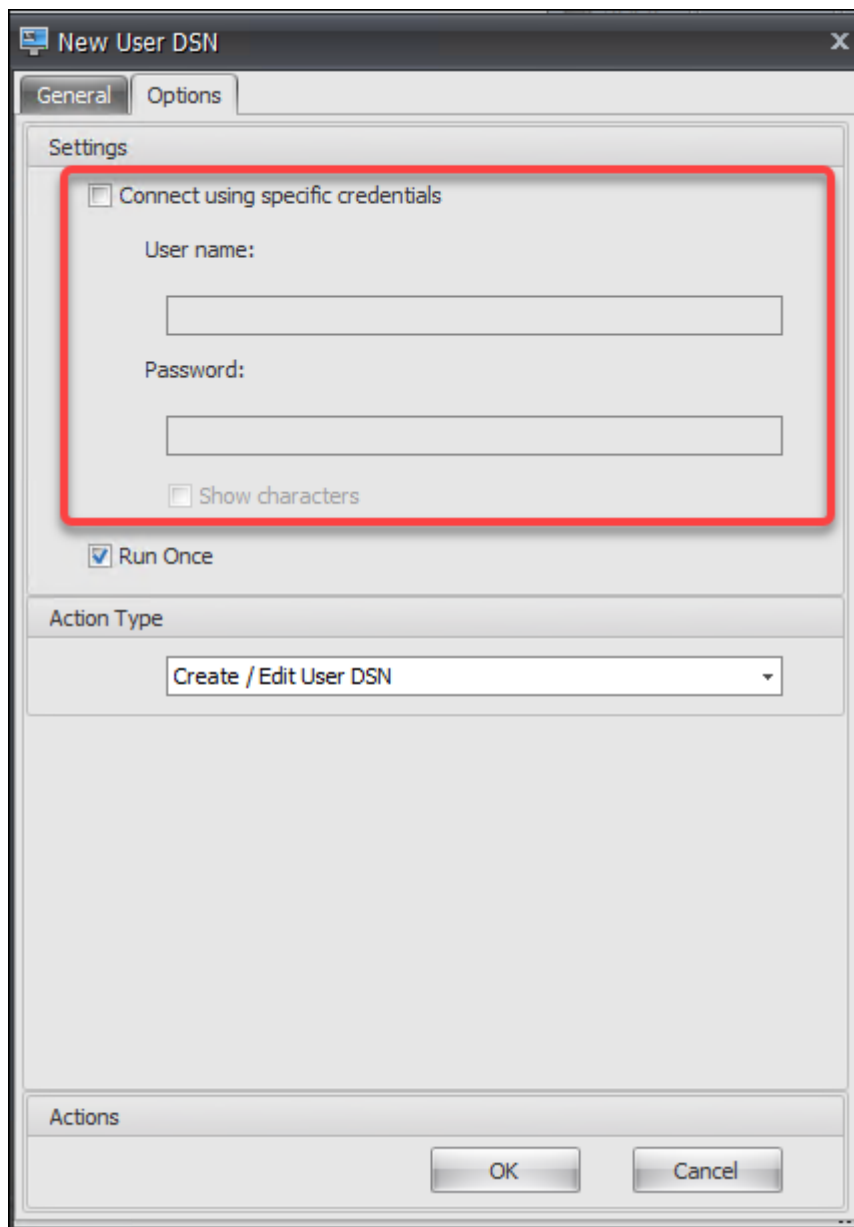 New User DSN
General
Options
Settings
Connect using specific credentials
User name:
Password:
Show characters
Run Once
Action Type
Create / Edit User DSN
Actions
OK
Cancel